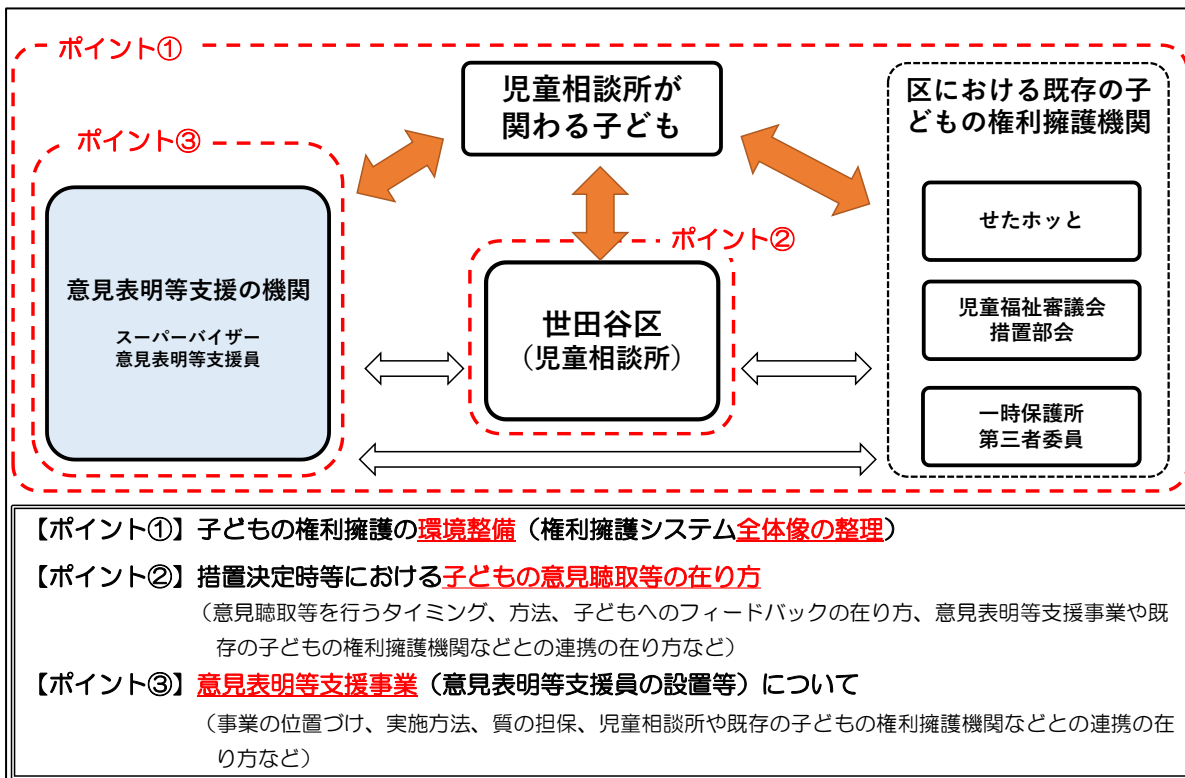 ポイント①
児童相談所が
関わる子ども
区における既存の子
どもの権利擁護機関
ポイント③
意見表明等支援の機関
スーパーバイザー
意見表明等支援員
ポイント②
世田谷区
（児童相談所）
せたホッと
児童福祉審議会
措置部会
一時保護所
第三者委員
【ポイント①】子どもの権利擁護の環境整備（権利擁護システム全体像の整理）
【ポイント②】措置決定時等における子どもの意見聴取等の在り方
（意見聴取等を行うタイミング、方法、子どもへのフィードバックの在り方、意見表明等支援事業や既
存の子どもの権利擁護機関などとの連携の在り方など）
【ポイント③】意見表明等支援事業（意見表明等支援員の設置等）について
（事業の位置づけ、実施方法、質の担保、児童相談所や既存の子どもの権利擁護機関などとの連携の在
り方など）